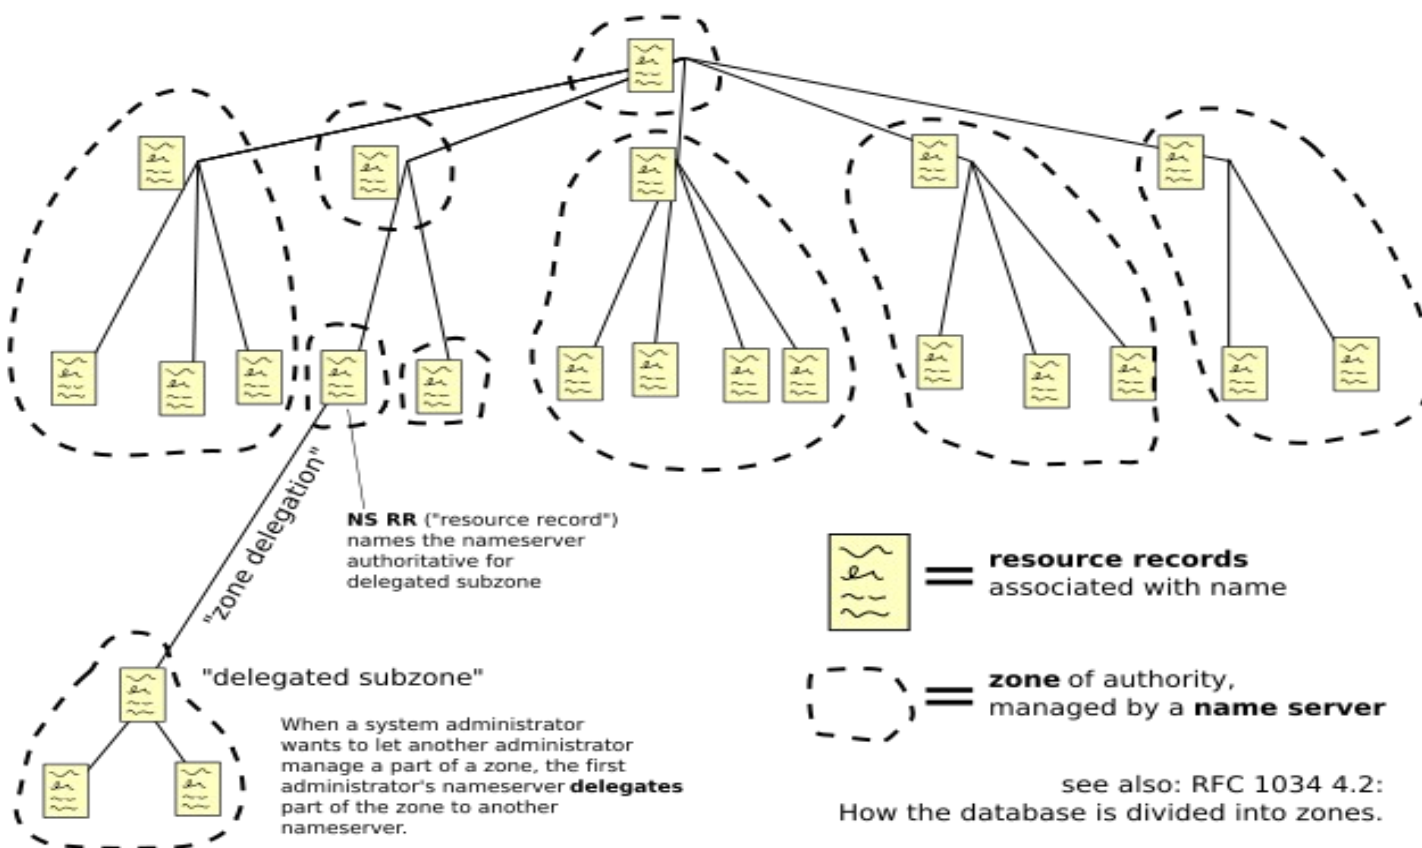 "zone delegation"
NS RR ("resource record")
names the nameserver
authoritative for
delegated subzone
resource records
associated with name
"delegated subzone"
zone of authority,
managed by a name server
When a system administrator
wants to let another administrator
manage a part of a zone, the first
administrator's nameserver delegates
part of the zone to another
nameserver.
see also: RFC 1034 4.2:
How the database is divided into zones.